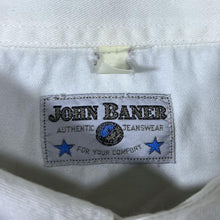 JOHN BANER
AUTHENTIC JEANSWEAR
FOR YOUR COMFORT